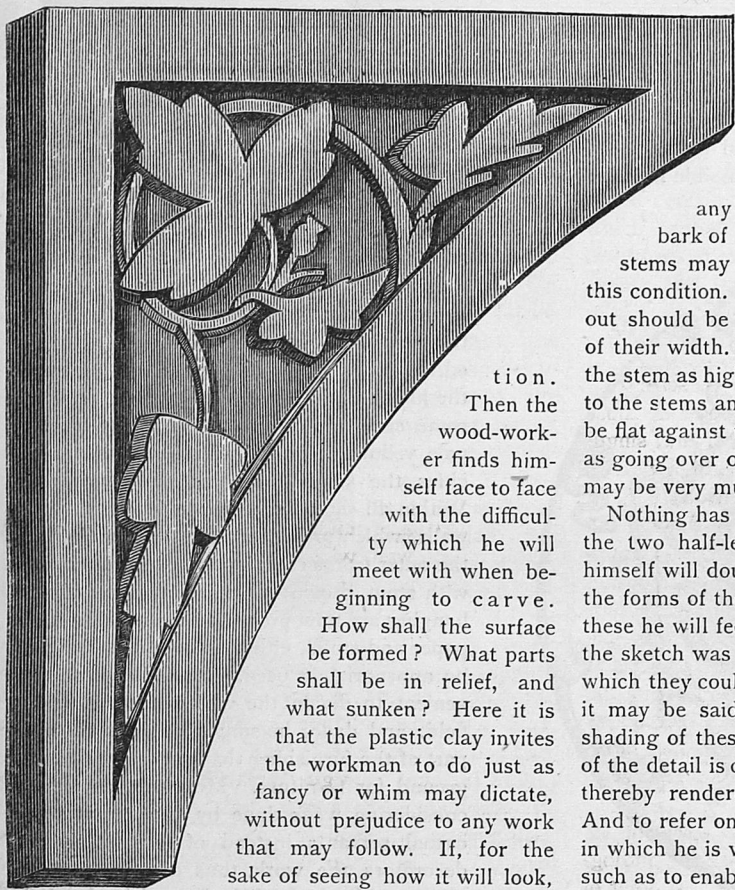 tion.
Then the
wood-work-
er finds him-
self face to face
with the difficul-
ty which he will
meet with when be-
ginning to carve.
How shall the surface
be formed? What parts
shall be in relief, and
what sunken? Here it is
that the plastic clay invites
the workman to do just as
fancy or whim may dictate,
without prejudice to any work
that may follow. If, for the
sake of seeing how it will look,
any
bark of
stems may
this condition.
out should be
of their width.
the stem as hig
to the stems an
be flat against
as going over o
may be very mu
Nothing has
the two half-le
himself will dou
the forms of th
these he will fe
the sketch was
which they coul
it may be said
shading of thes
of the detail is
thereby render
And to refer on
in which he is v
such as to enab